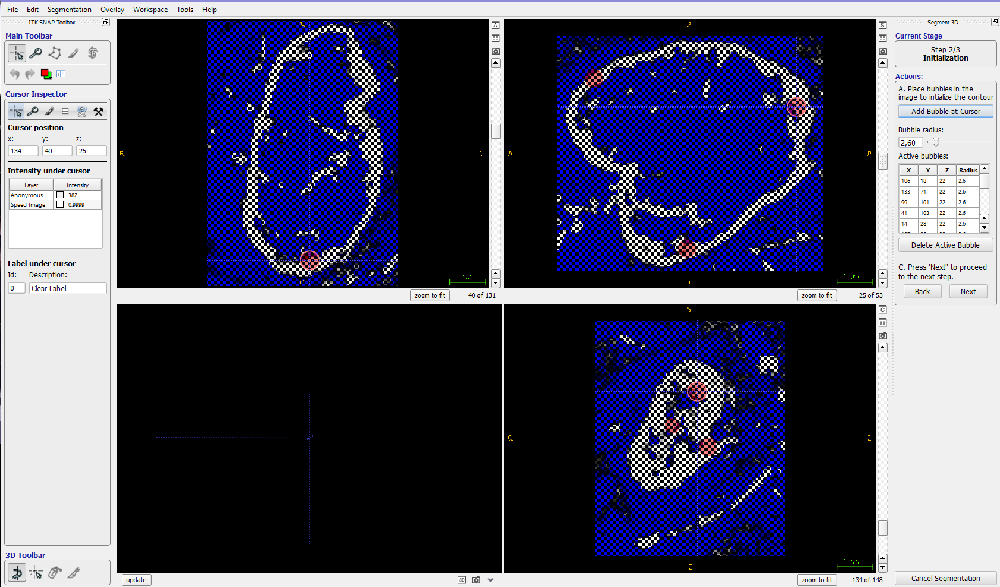 File Edit Segmentation Overlay Workspace Tools Help
ITK-SNAP Toolbox
Main Toolbar
Cursor Inspector
Cursor position
x: y: z:
134 40 25
Intensity under cursor
Layer Intensity
Anonymous... 382
Speed Image 0.9999
Label under cursor
Id: Description:
0 Clear Label
3D Toolbar
A
R
L
P
1 cm
A
zoom to fit 40 of 131
S
A
P
I
1 cm
S
zoom to fit 25 of 53
update
3D
S
R
L
I
1 cm
C
zoom to fit 134 of 148
Segment 3D
Current Stage
Step 2/3
Initialization
Actions:
A. Place bubbles in the
image to intialize the contour
Add Bubble at Cursor
Bubble radius:
2,60
Active bubbles:
X Y Z Radius
106 18 22 2.6
133 71 22 2.6
99 101 22 2.6
41 103 22 2.6
14 28 22 2.6
Delete Active Bubble
C. Press 'Next" to proceed
to the next step.
Back Next
Cancel Segmentation